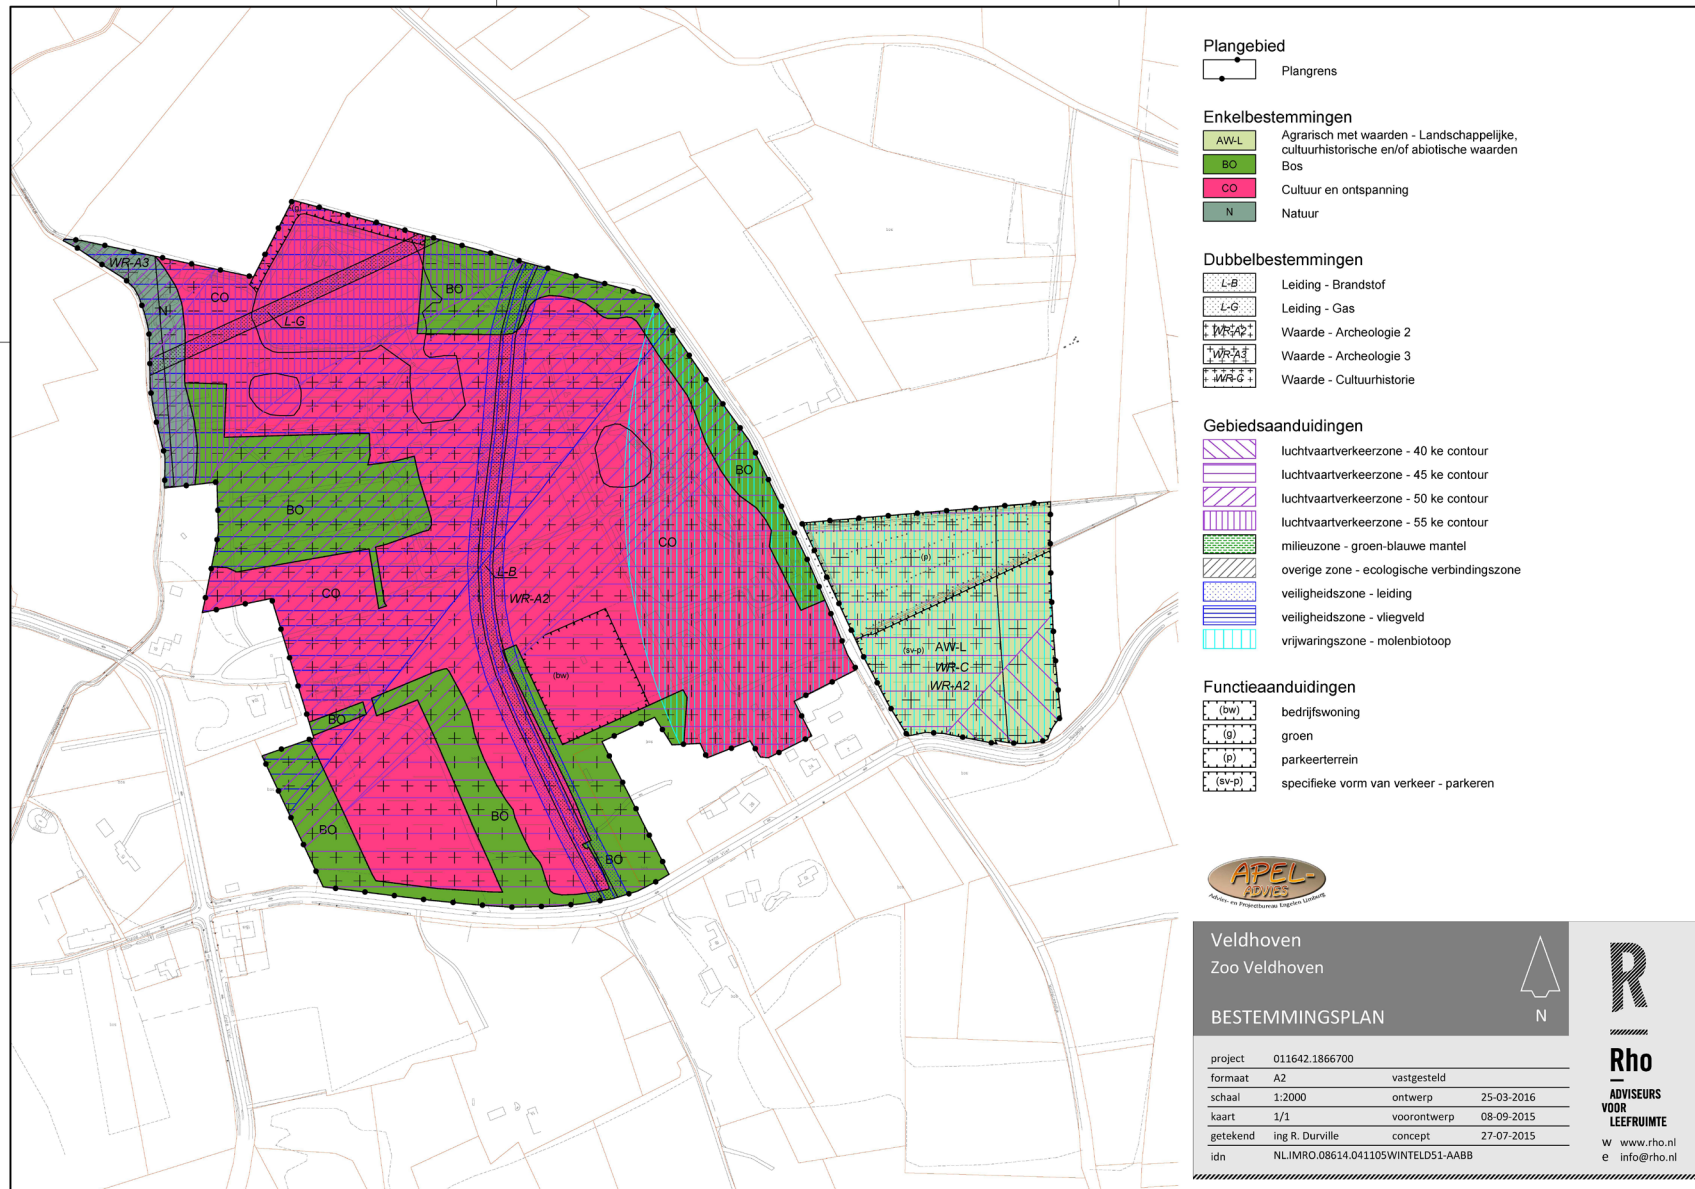 Plangebied
Plangrens
Enkelbestemmingen
AW-L Agrarisch met waarden - Landschappelijke,
cultuurhistorische en/of abiotische waarden
BO Bos
CO Cultuur en ontspanning
N Natuur
Dubbelbestemmingen
L-B Leiding - Brandstof
L-G Leiding - Gas
WR-A2 Waarde - Archeologie 2
WR-A3 Waarde - Archeologie 3
WR-C Waarde - Cultuurhistorie
Gebiedsaanduidingen
luchtvaartverkeerzone - 40 ke contour
luchtvaartverkeerzone - 45 ke contour
luchtvaartverkeerzone - 50 ke contour
luchtvaartverkeerzone - 55 ke contour
milieuzone - groen-blauwe mantel
overige zone - ecologische verbindingszone
veiligheidszone - leiding
veiligheidszone - vliegveld
vrijwaringszone - molenbiotoop
Functieaanduidingen
(bw) bedrijfswoning
(g) groen
(p) parkeerterrein
(sv-p) specifieke vorm van verkeer - parkeren
(g)
WR-A3
CO
BO
N
L-G
BO
BO
CO
L-B
CO
WR-A2
(p)
(sv-p) AW-L
WR-C
WR-A2
(bw)
BO
BO
BO
BO
APEL-
ADVIES
Advies- en Projectbureau Engelen Limburg
Veldhoven
Zoo Veldhoven
BESTEMMINGSPLAN
N
project 011642.1866700
formaat A2 vastgesteld
schaal 1:2000 ontwerp 25-03-2016
kaart 1/1 voorontwerp 08-09-2015
getekend ing R. Durville concept 27-07-2015
idn NL.IMRO.08614.041105WINTELD51-AABB
R
Rho
ADVISEURS
VOOR
LEEFRUIMTE
w www.rho.nl
e info@rho.nl